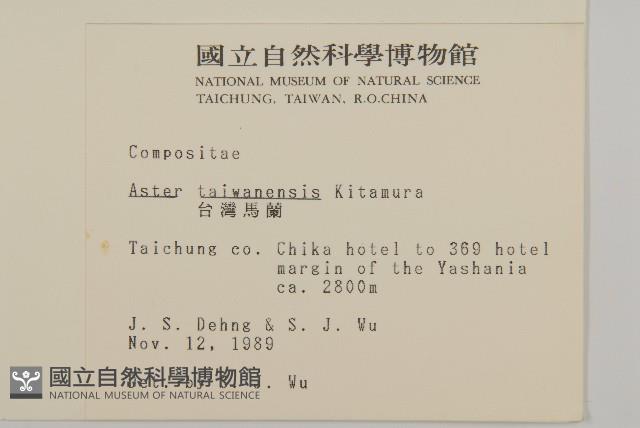 國立自然科學博物館
NATIONAL MUSEUM OF NATURAL SCIENCE
TAICHUNG, TAIWAN, R.O.CHINA
Compositae
Aster taiwanensis Kitamura
台灣馬蘭
Taichung co. Chika hotel to 369 hotel
margin of the Yashania
ca. 2800m
J. S. Dehng & S. J. Wu
Nov. 12, 1989
Wu
國立自然科學博物館
NATIONAL MUSEUM OF NATURAL SCIENCE